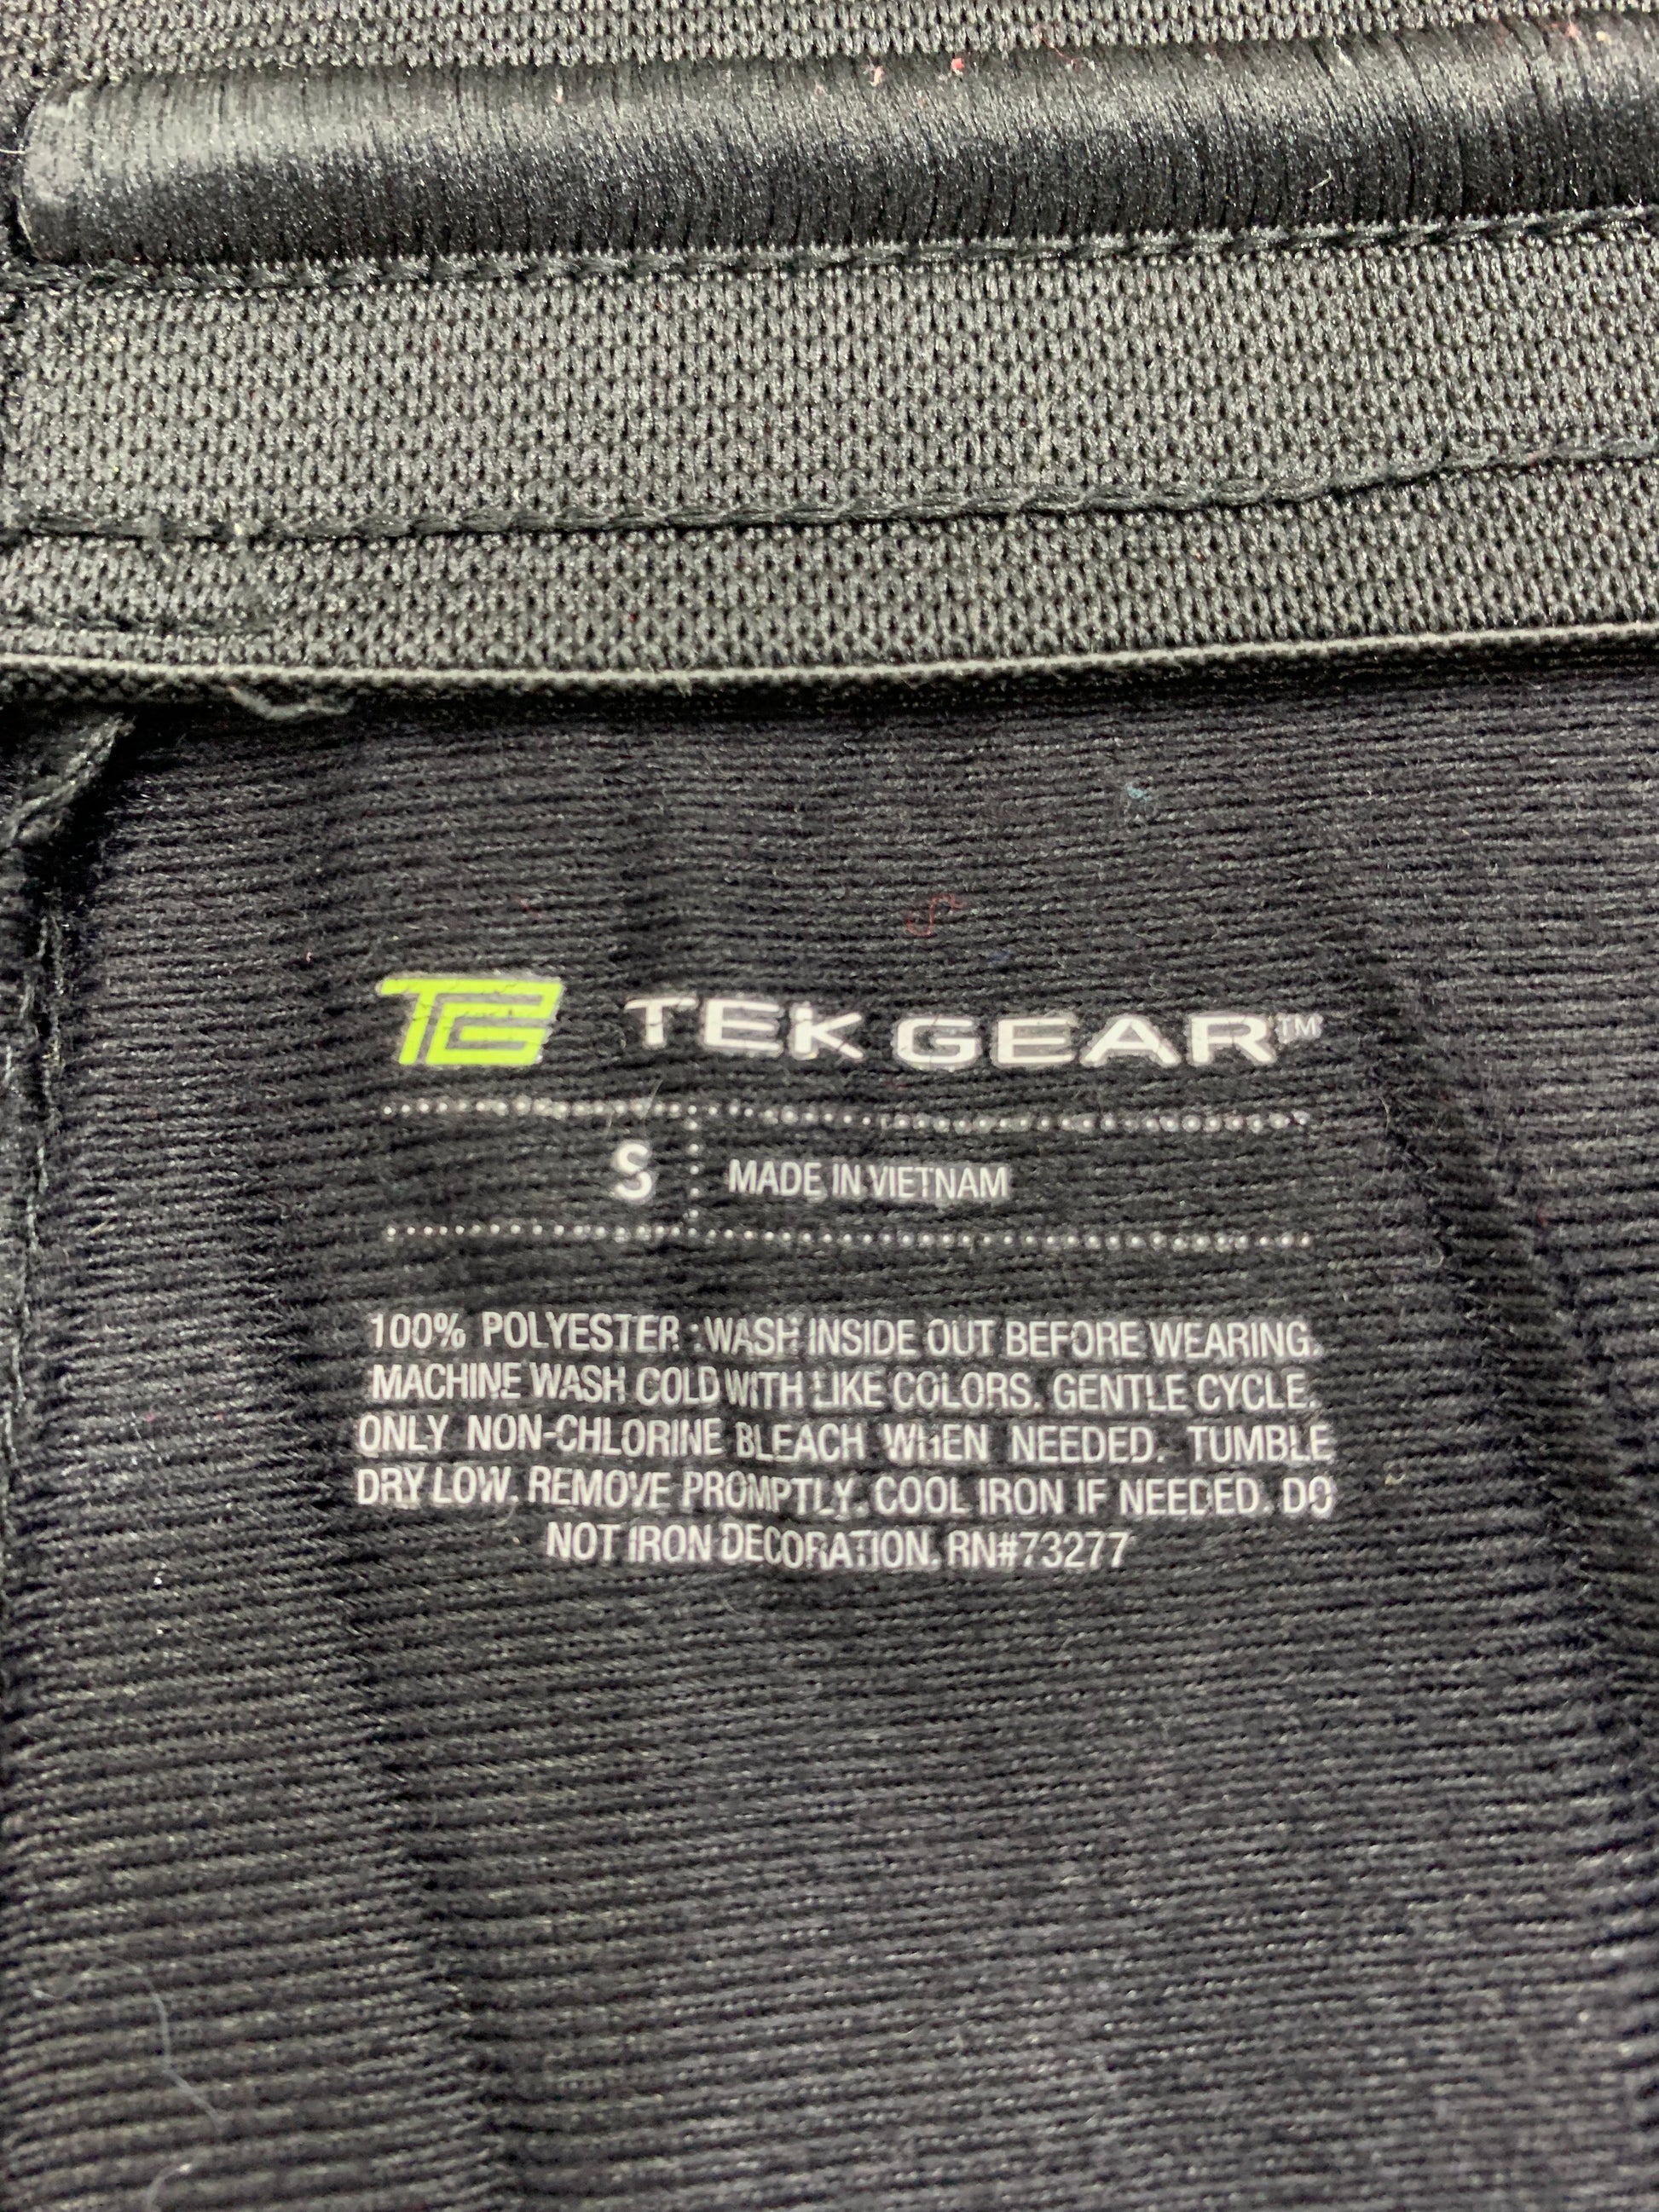 TG TEK GEAR™
S MADE IN VIETNAM
100% POLYESTER. WASH INSIDE OUT BEFORE WEARING.
MACHINE WASH COLD WITH LIKE COLORS. GENTLE CYCLE.
ONLY NON-CHLORINE BLEACH WHEN NEEDED. TUMBLE
DRY LOW. REMOVE PROMPTLY. COOL IRON IF NEEDED. DO
NOT IRON DECORATION. RN#73277